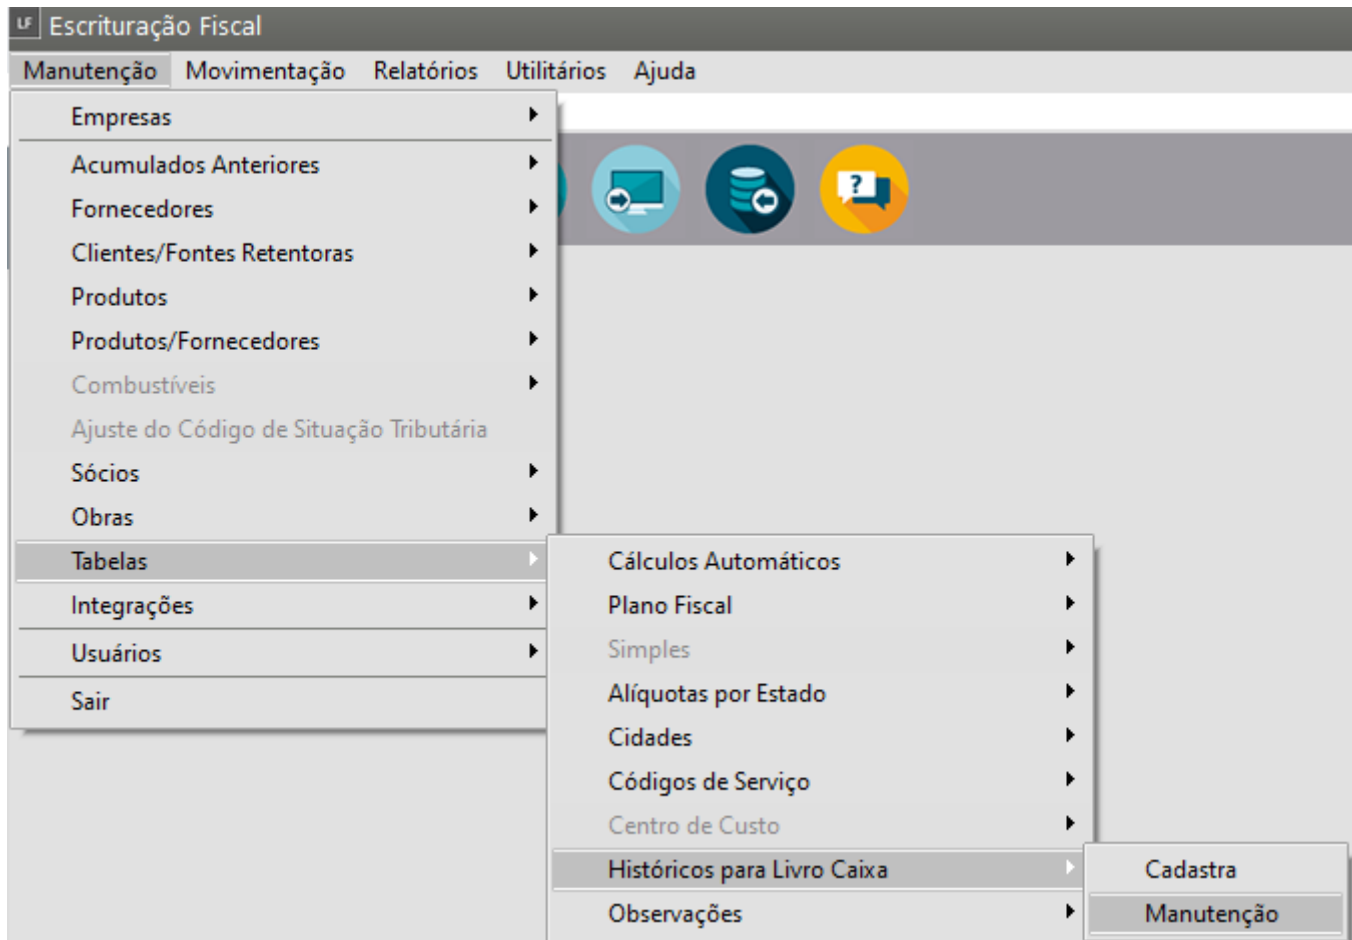 LF Escrituração Fiscal
Manutenção Movimentação Relatórios Utilitários Ajuda
Empresas
Acumulados Anteriores
Fornecedores
Clientes/Fontes Retentoras
Produtos
Produtos/Fornecedores
Combustíveis
Ajuste do Código de Situação Tributária
Sócios
Obras
Tabelas
Integrações
Usuários
Sair
Cálculos Automáticos
Plano Fiscal
Simples
Alíquotas por Estado
Cidades
Códigos de Serviço
Centro de Custo
Históricos para Livro Caixa
Observações
Cadastra
Manutenção
?